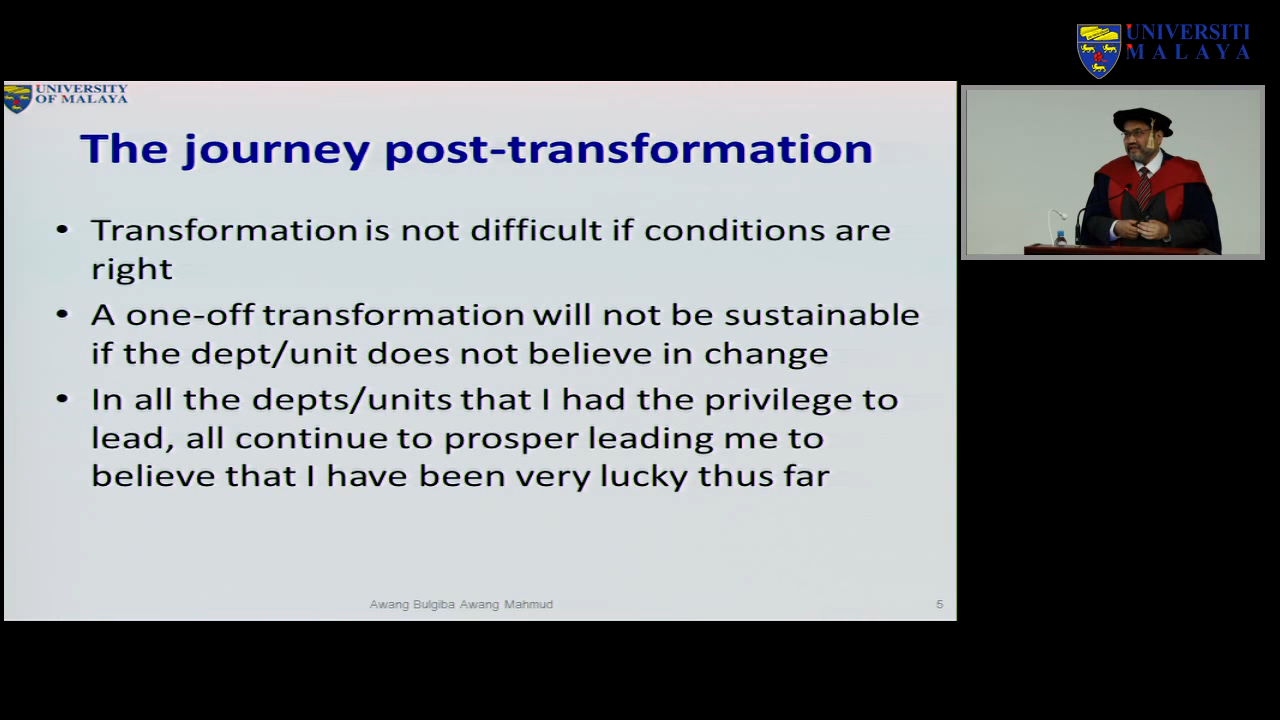 UNIVERSITI
MALAYA
UNIVERSITY
OF MALAYA
The journey post-transformation
• Transformation is not difficult if conditions are
right
• A one-off transformation will not be sustainable
if the dept/unit does not believe in change
• In all the depts/units that I had the privilege to
lead, all continue to prosper leading me to
believe that I have been very lucky thus far
Awang Bulgiba Awang Mahmud
5